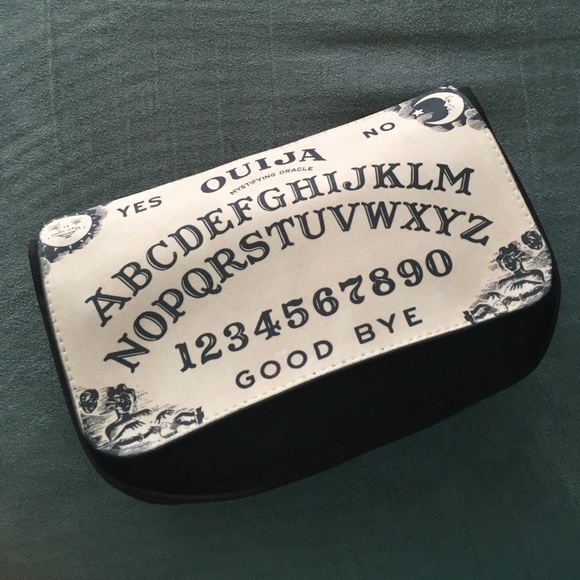 YES OUIJA NO
MYSTIFYING ORACLE
ABCDEFGHIJKLM
NOPQRSTUVWXYZ
1234567890
GOOD BYE